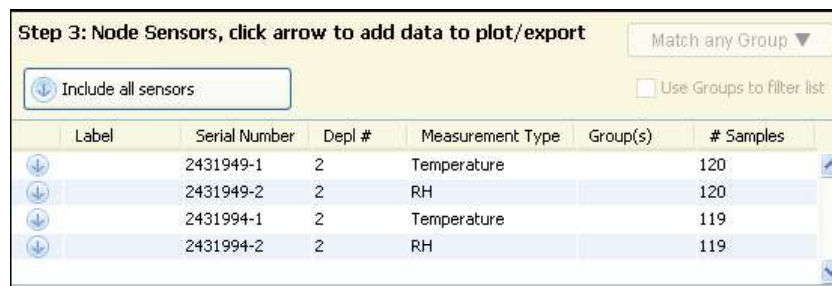 Step 3: Node Sensors, click arrow to add data to plot/export
Match any Group ▼
Include all sensors
Use Groups to filter list
Label Serial Number Depl # Measurement Type Group(s) # Samples
2431949-1 2 Temperature 120
2431949-2 2 RH 120
2431994-1 2 Temperature 119
2431994-2 2 RH 119